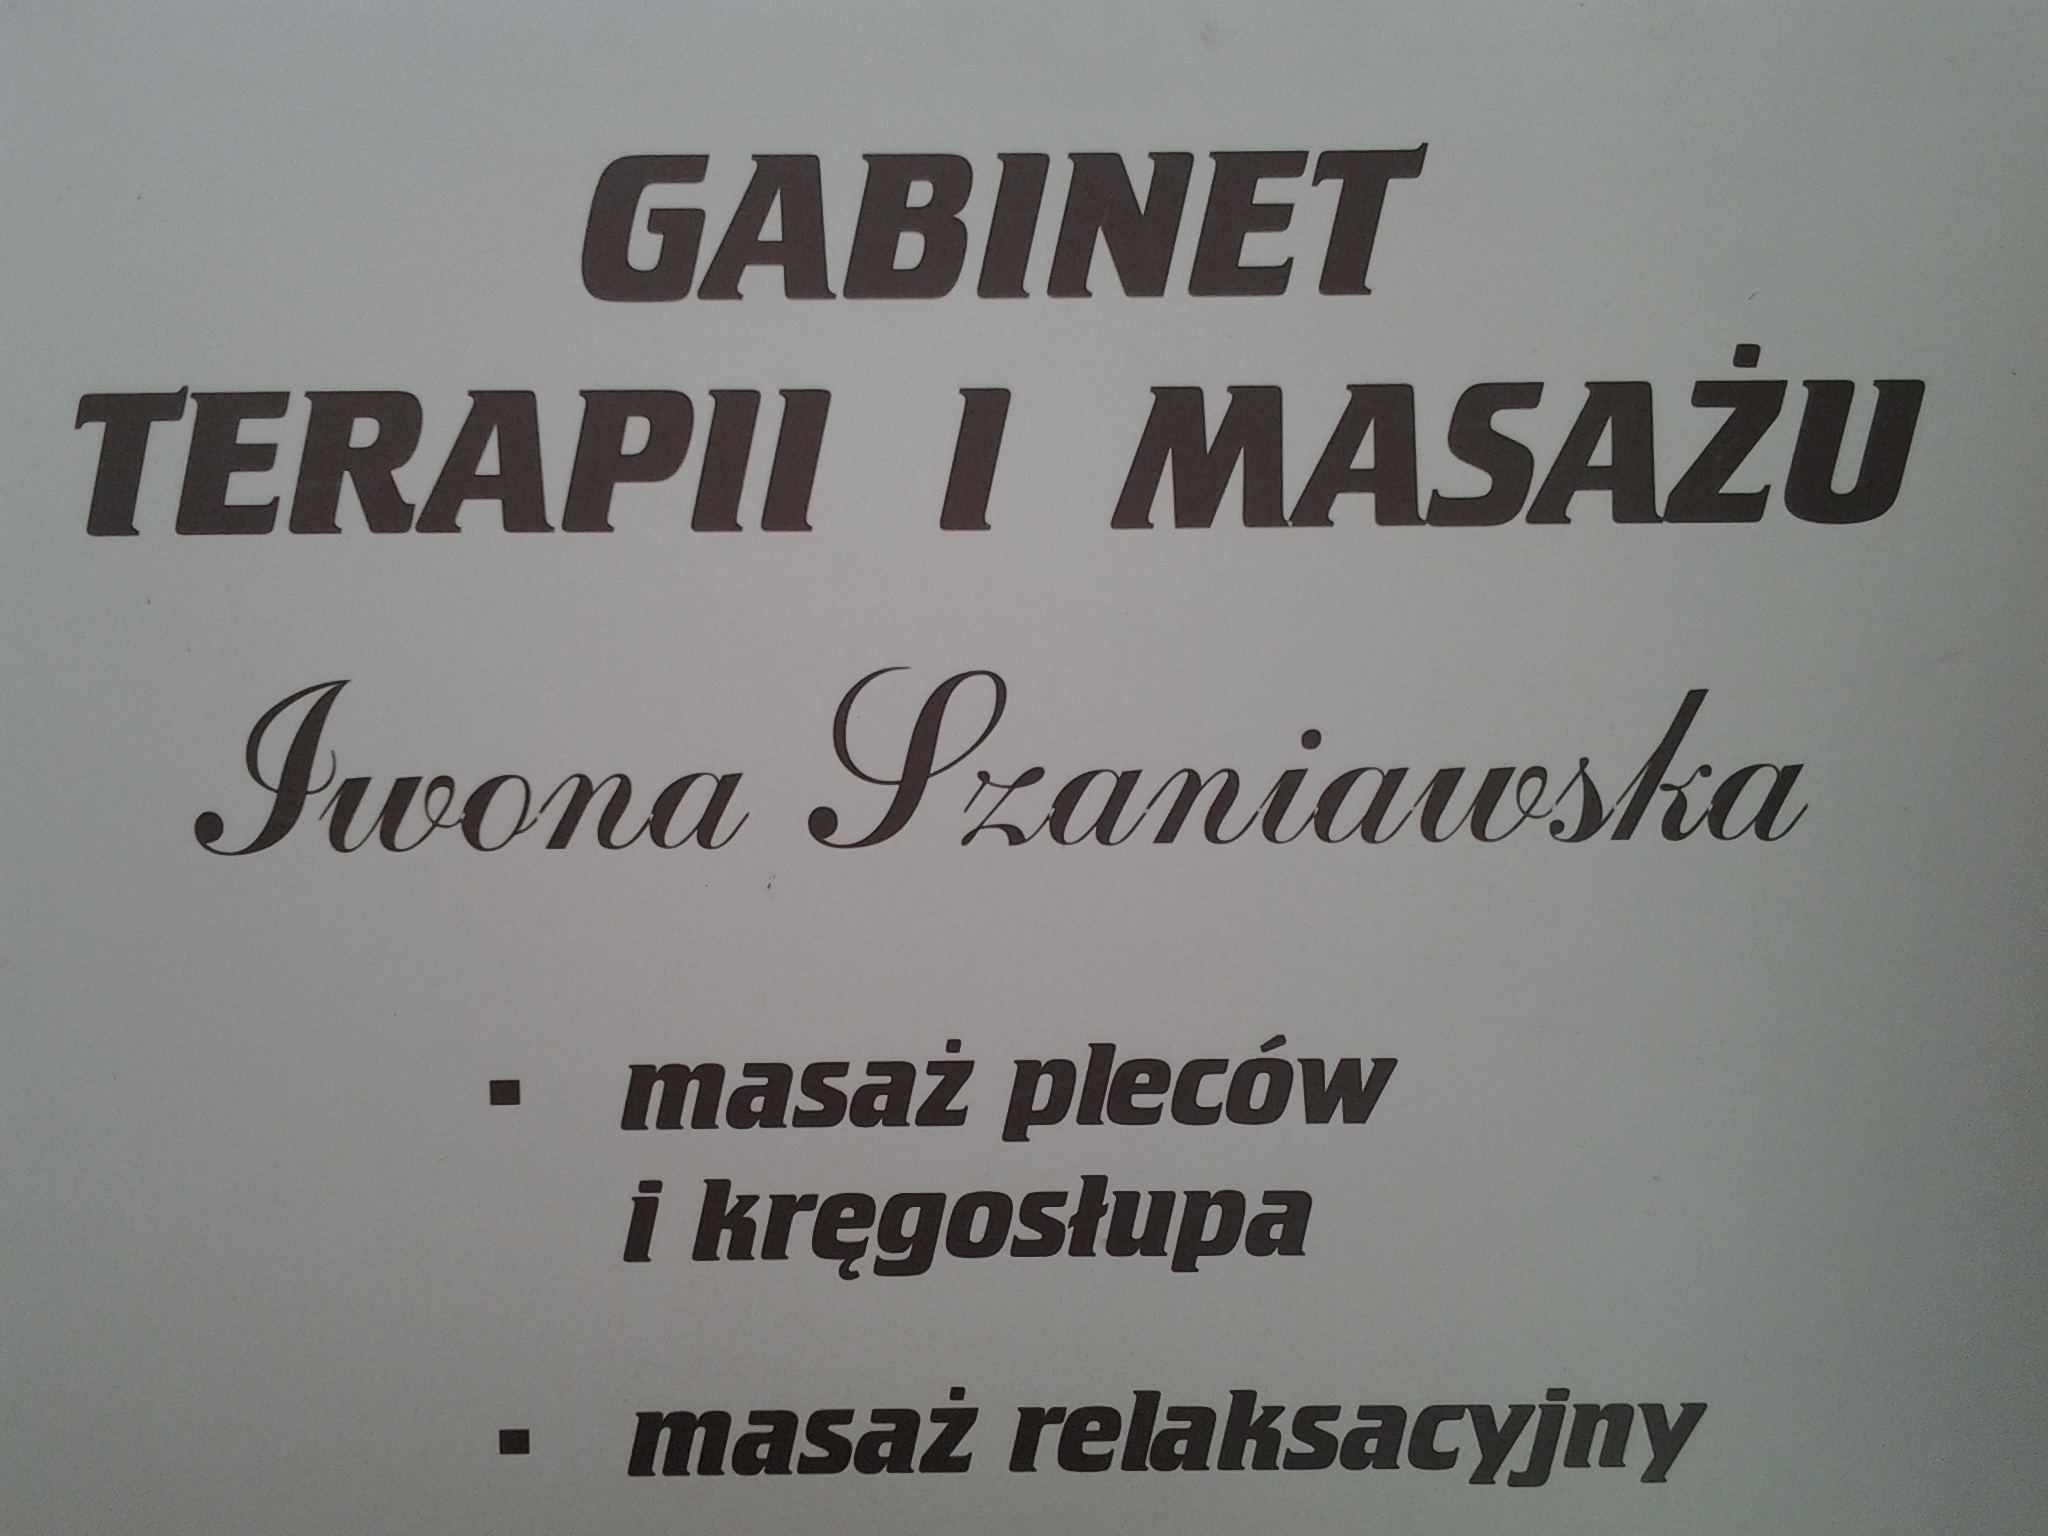 GABINET
TERAPII I MASAŻU
Iwona Szaniawska
▪ masaż pleców
i kręgosłupa
▪ masaż relaksacyjny